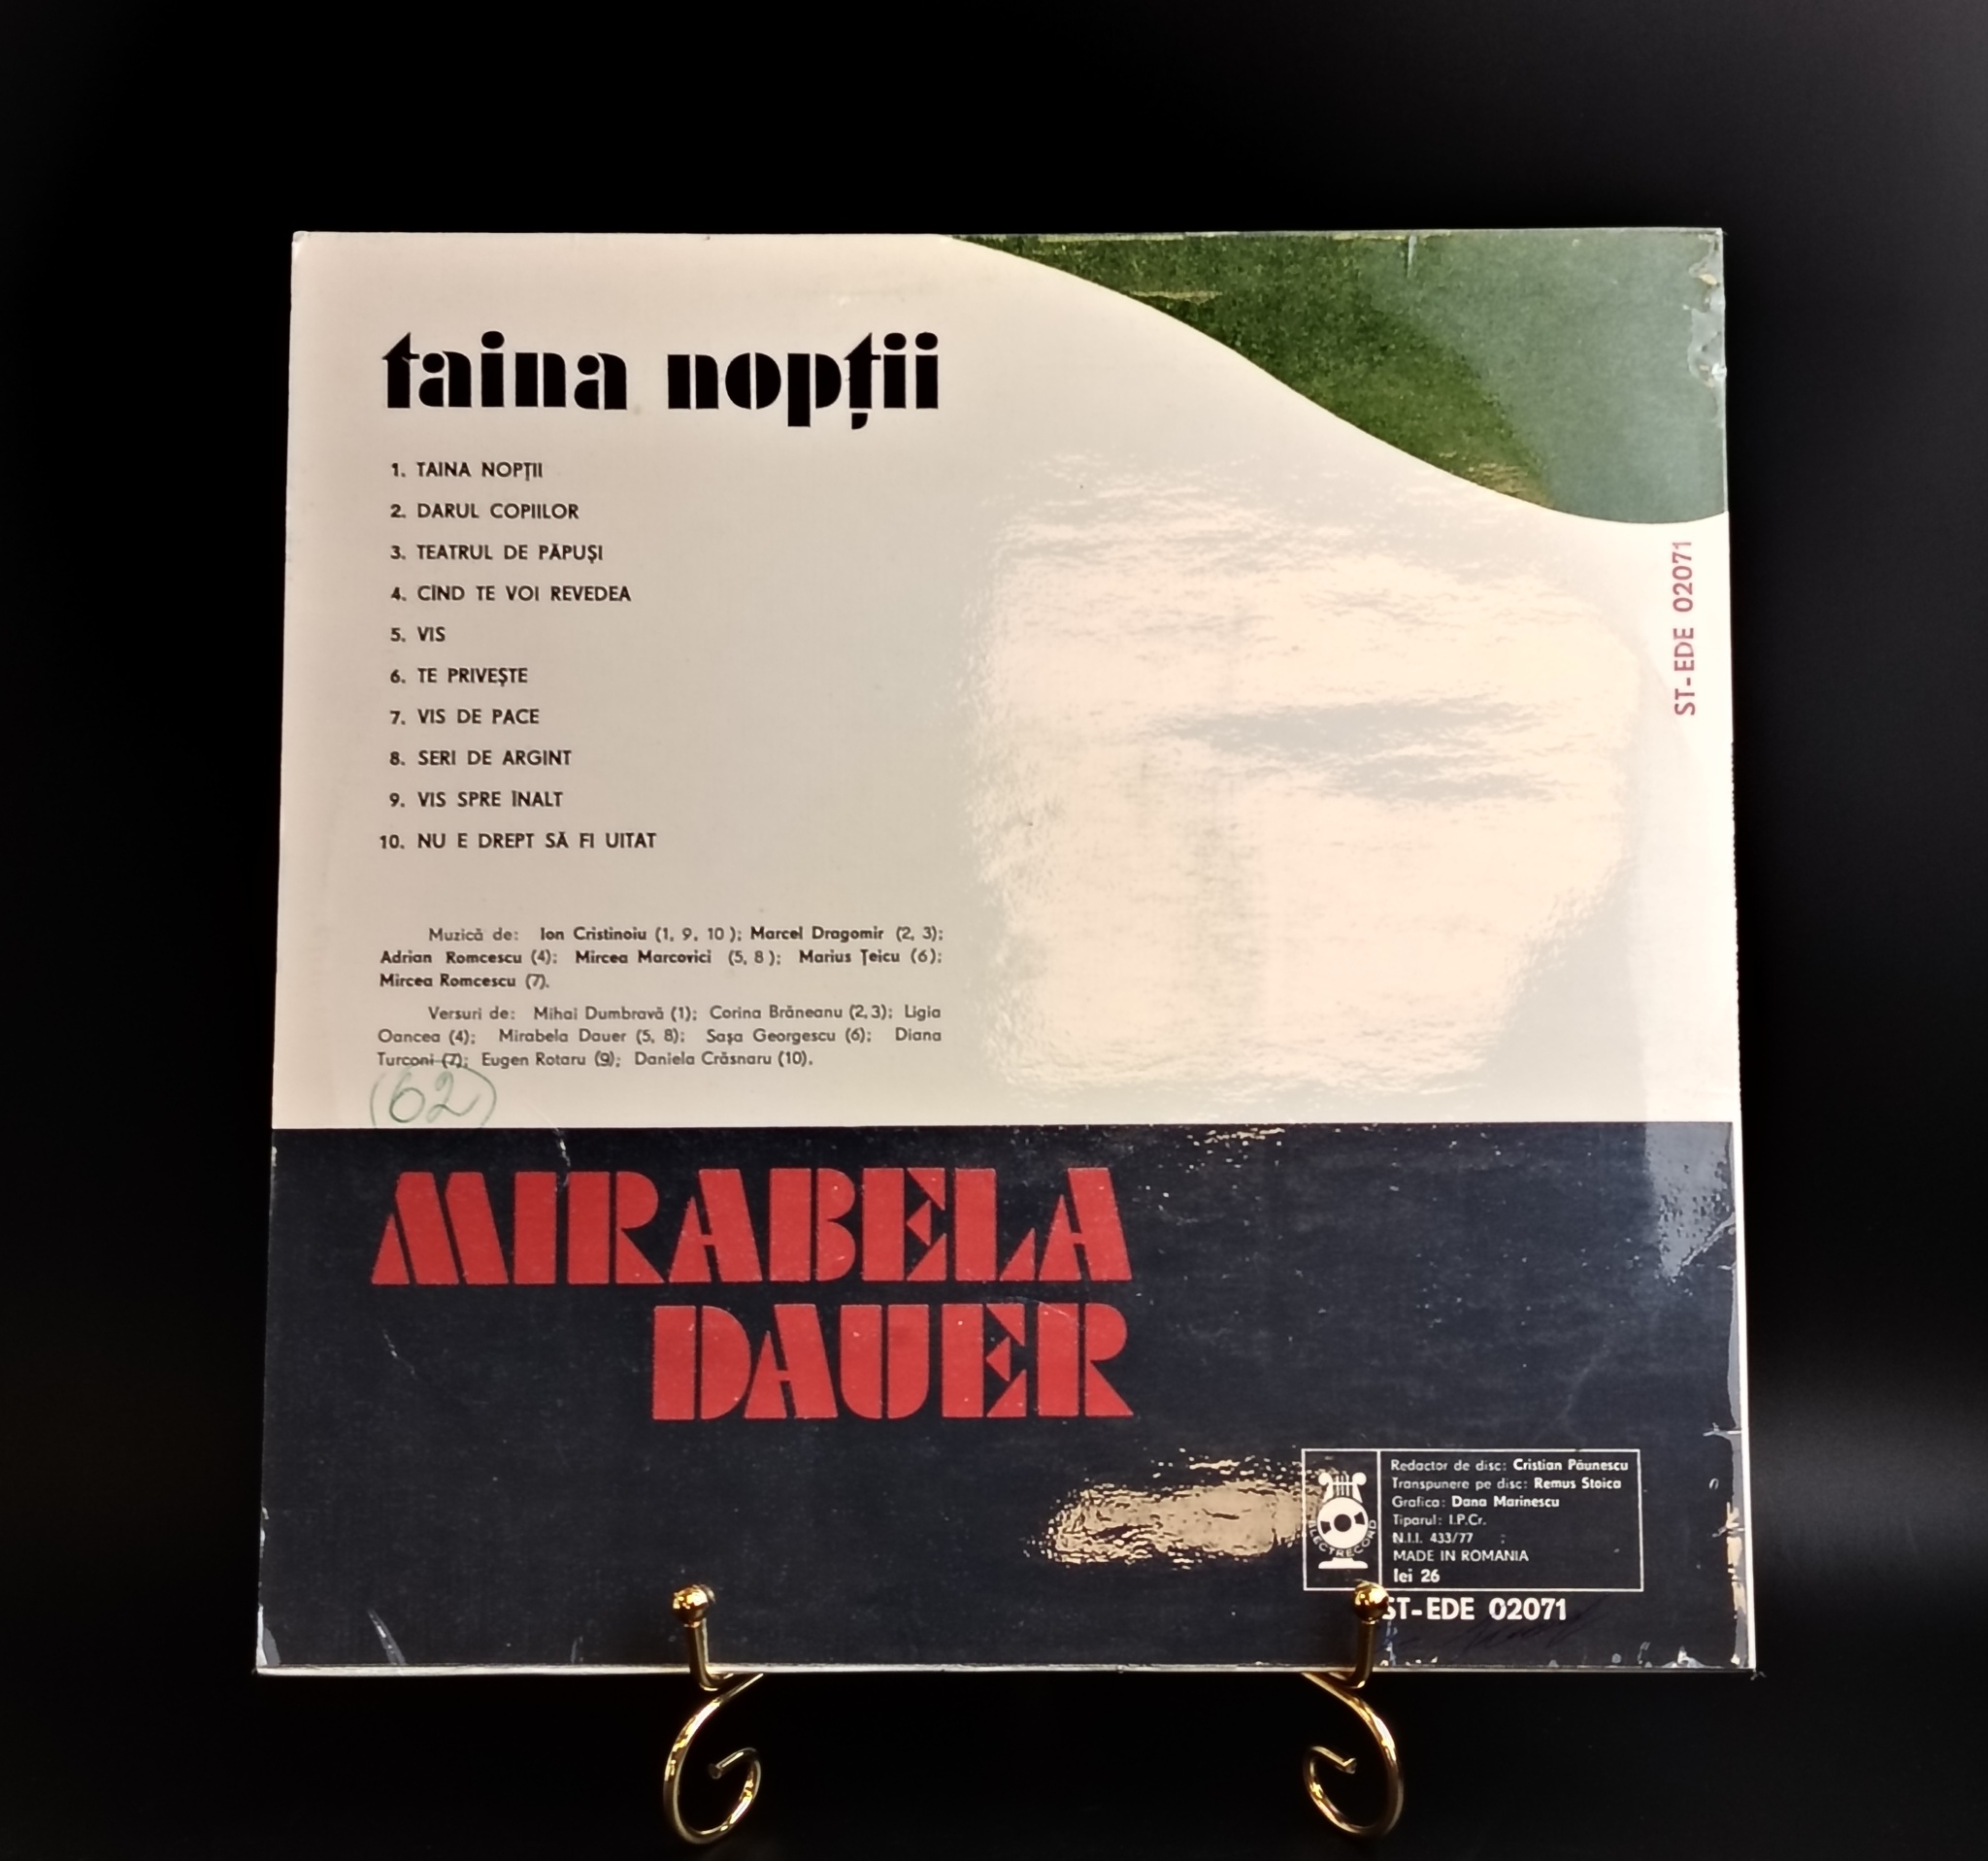 taina nopții
1. TAINA NOPȚII
2. DARUL COPIILOR
3. TEATRUL DE PĂPUȘI
4. CÎND TE VOI REVEDEA
5. VIS
6. TE PRIVEȘTE
7. VIS DE PACE
8. SERI DE ARGINT
9. VIS SPRE ÎNALT
10. NU E DREPT SĂ FI UITAT
Muzică de: Ion Cristinoiu (1, 9, 10); Marcel Dragomir (2, 3);
Adrian Romcescu (4); Mircea Marcovici (5, 8); Marius Țeicu (6);
Mircea Romcescu (7).
Versuri de: Mihai Dumbravă (1); Corina Brăneanu (2,3); Ligia
Oancea (4); Mirabela Dauer (5, 8); Sașa Georgescu (6); Diana
Turconi (7); Eugen Rotaru (9); Daniela Crăsnaru (10).
(62)
ST-EDE 02071
MIRABELA
DAUER
ELECTRECORD
Redactor de disc: Cristian Păunescu
Transpunere pe disc: Remus Stoica
Grafica: Dana Marinescu
Tiparul: I.P.Cr.
N.I.I. 433/77
MADE IN ROMANIA
lei 26
ST-EDE 02071